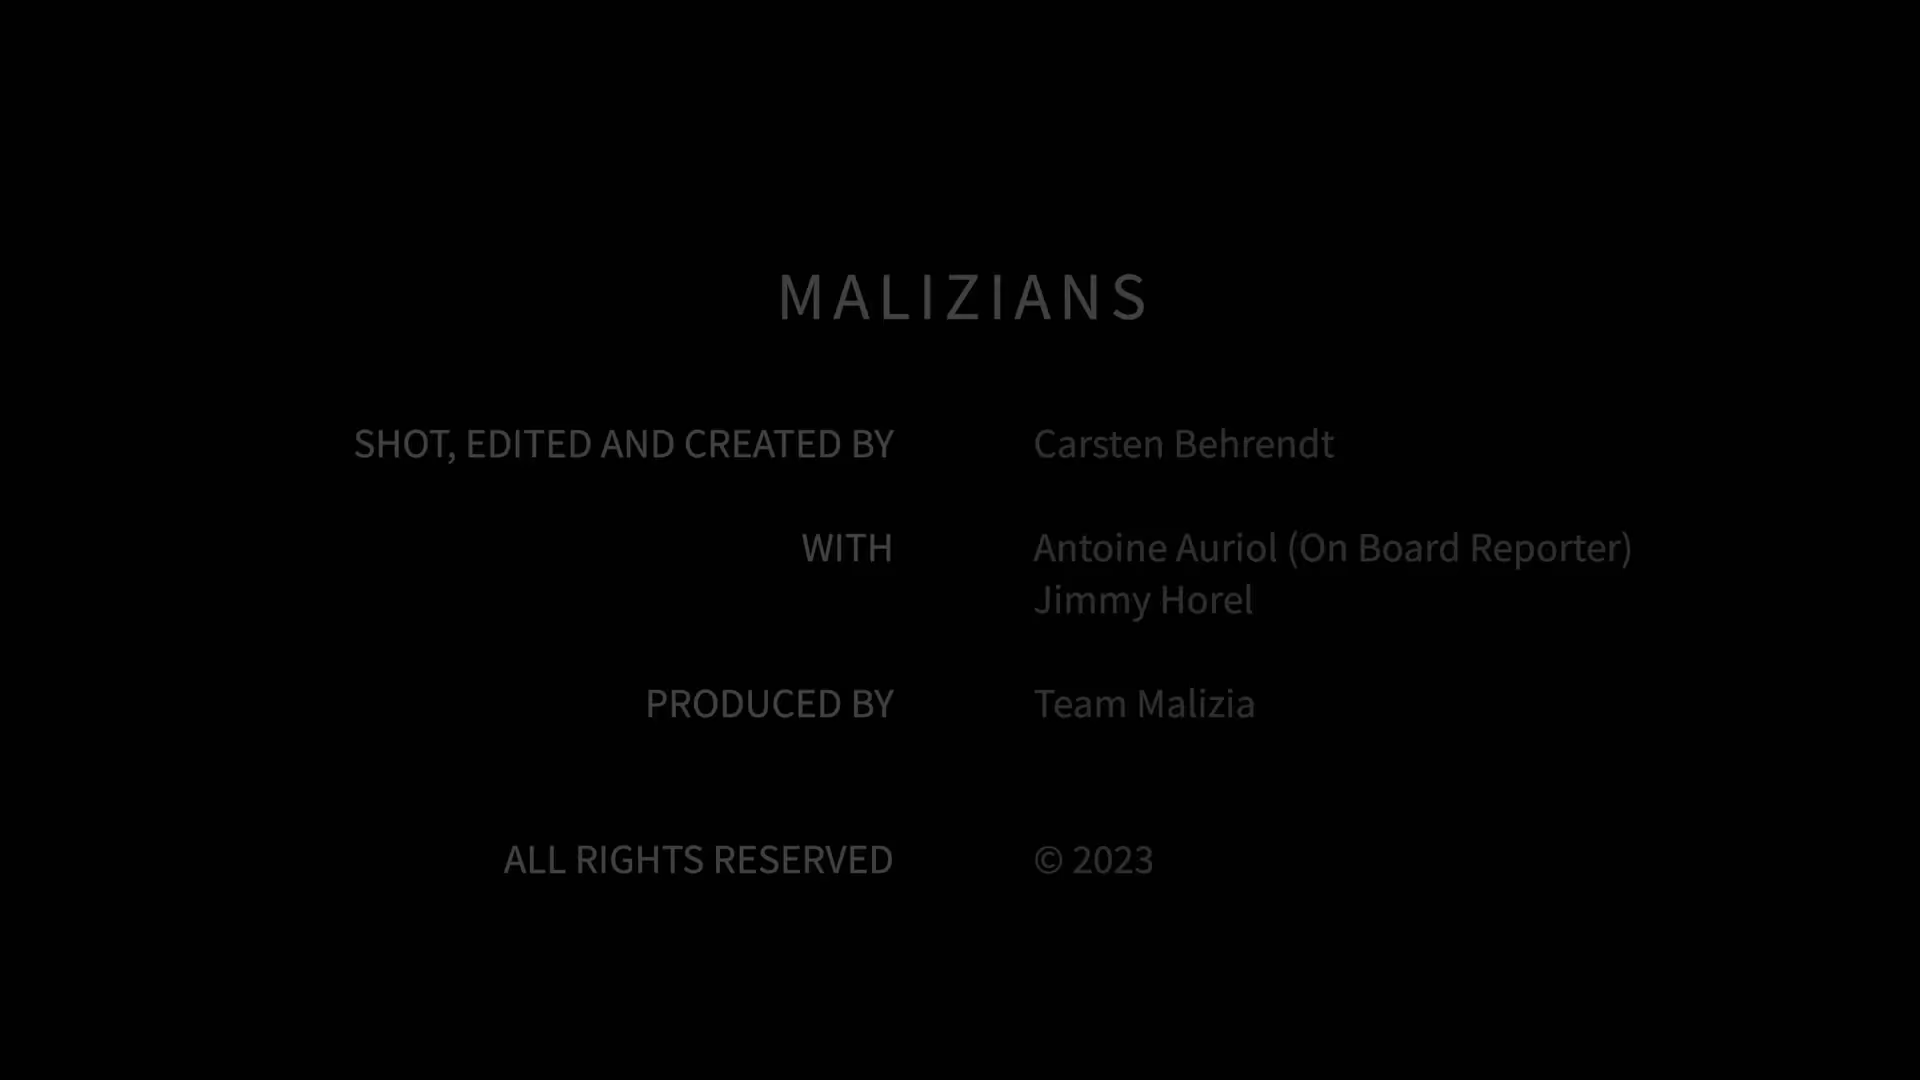 MALIZIANS
SHOT, EDITED AND CREATED BY Carsten Behrendt
WITH Antoine Auriol (On Board Reporter)
Jimmy Horel
PRODUCED BY Team Malizia
ALL RIGHTS RESERVED © 2023